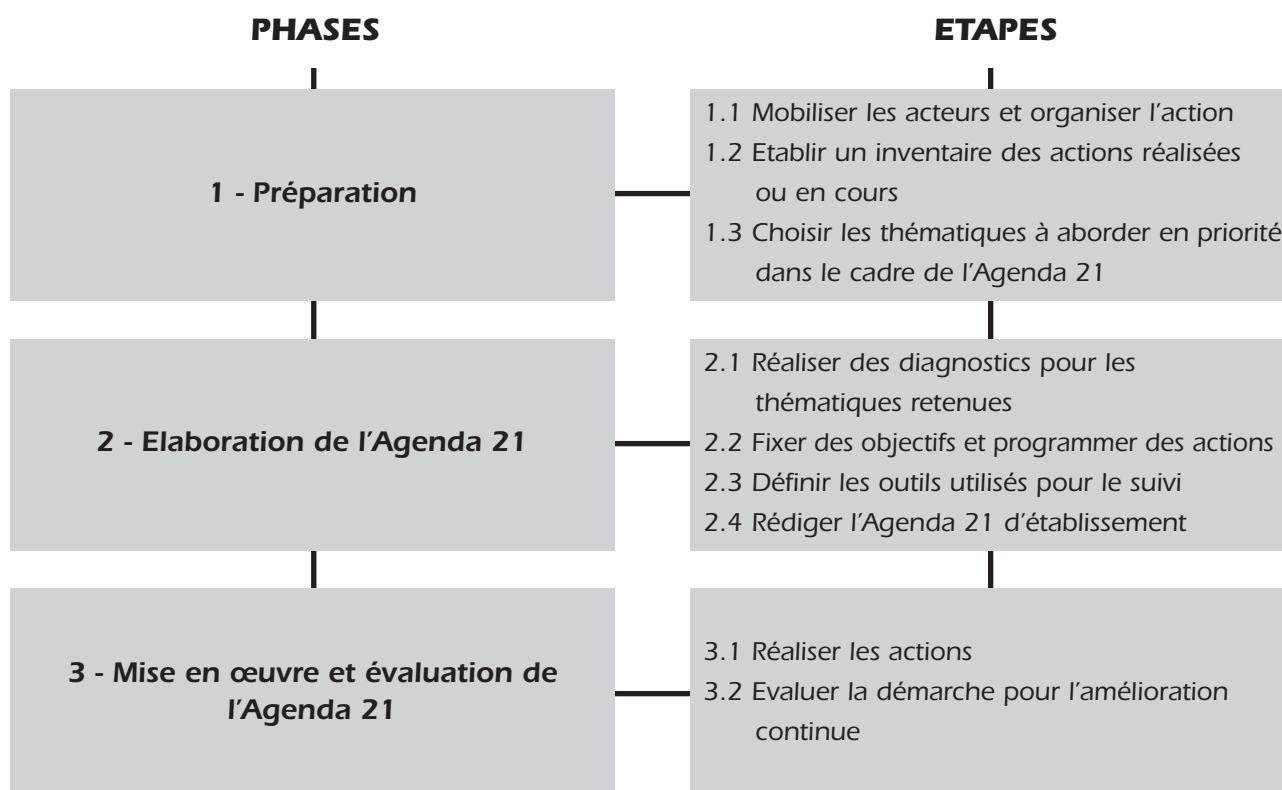 PHASES
ETAPES
1 - Préparation
1.1 Mobiliser les acteurs et organiser l’action
1.2 Etablir un inventaire des actions réalisées
ou en cours
1.3 Choisir les thématiques à aborder en priorité
dans le cadre de l’Agenda 21
2 - Elaboration de l’Agenda 21
2.1 Réaliser des diagnostics pour les
thématiques retenues
2.2 Fixer des objectifs et programmer des actions
2.3 Définir les outils utilisés pour le suivi
2.4 Rédiger l’Agenda 21 d’établissement
3 - Mise en œuvre et évaluation de
l’Agenda 21
3.1 Réaliser les actions
3.2 Evaluer la démarche pour l’amélioration
continue